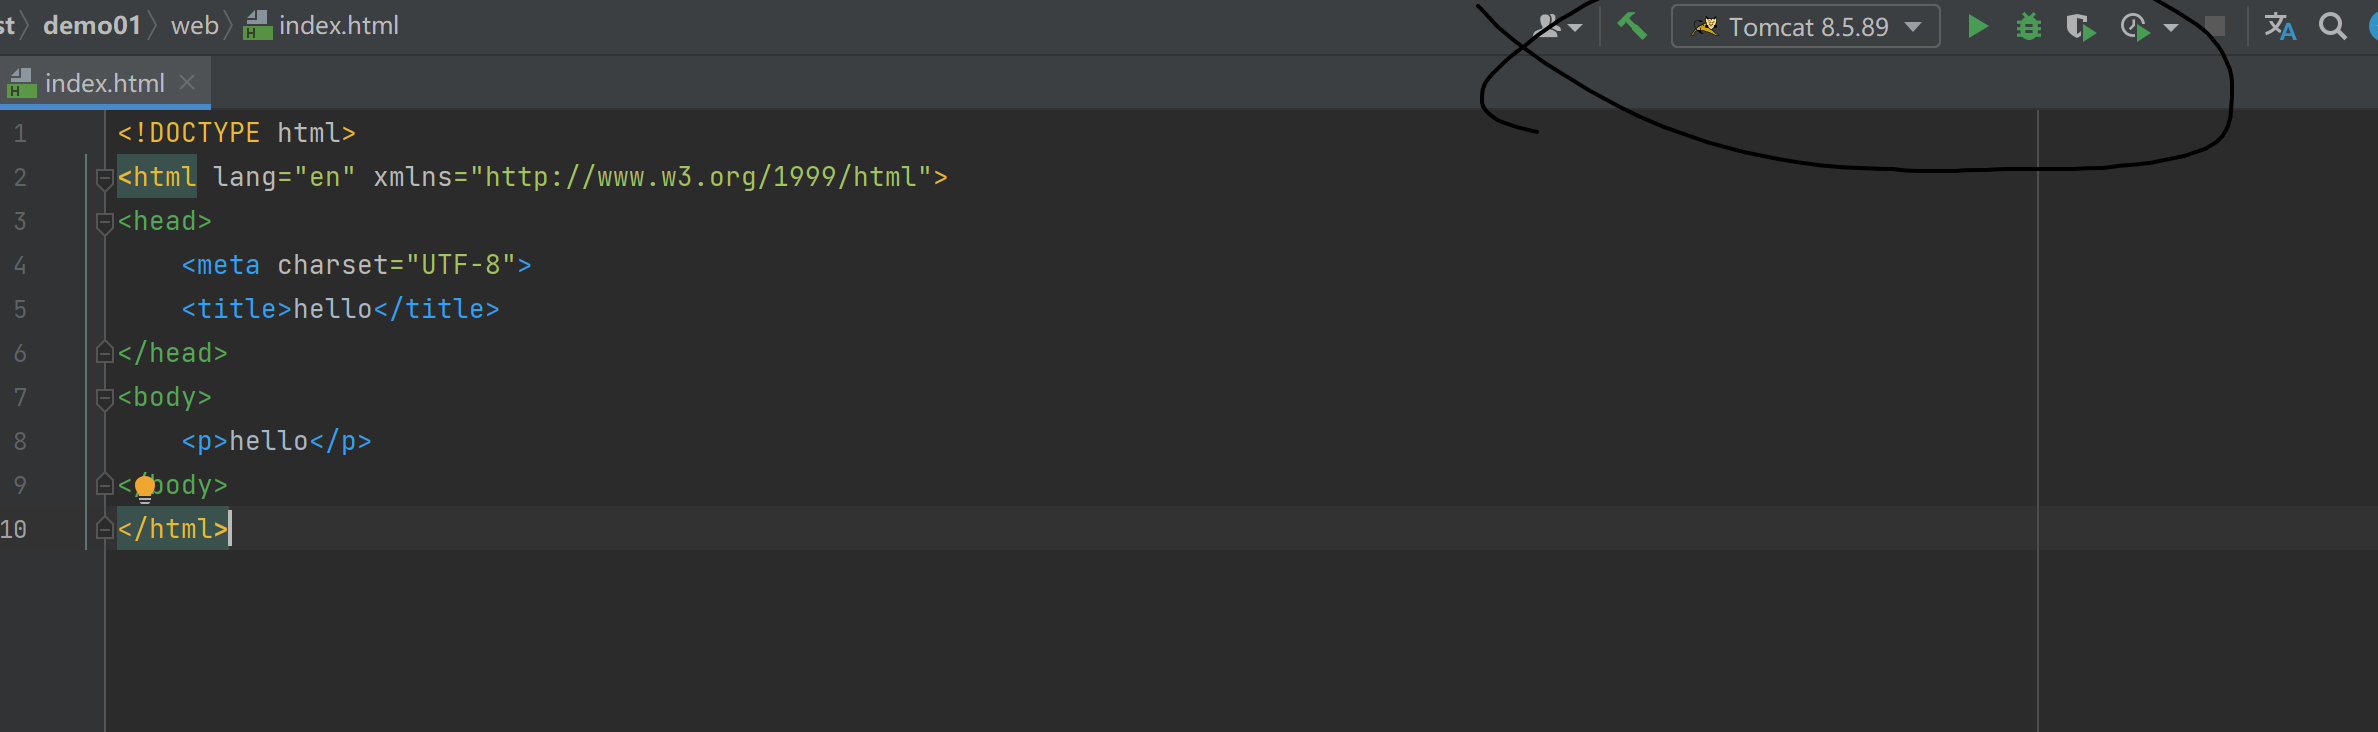 st demo01 web index.html Tomcat 8.5.89 文A
index.html
1 <!DOCTYPE html>
2 <html lang="en" xmlns="http://www.w3.org/1999/html">
3 <head>
4     <meta charset="UTF-8">
5     <title>hello</title>
6 </head>
7 <body>
8     <p>hello</p>
9 </body>
10 </html>